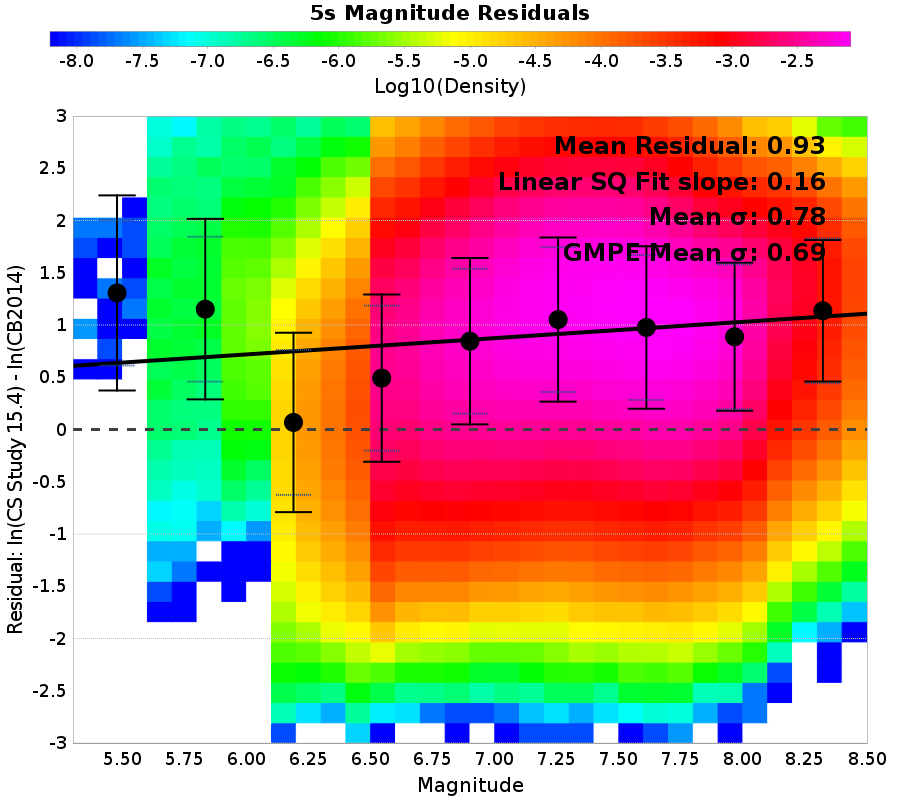 5s Magnitude Residuals
-8.0 -7.5 -7.0 -6.5 -6.0 -5.5 -5.0 -4.5 -4.0 -3.5 -3.0 -2.5
Log10(Density)
Mean Residual: 0.93
Linear SQ Fit slope: 0.16
Mean σ: 0.78
GMPE Mean σ: 0.69
Residual: ln(CS Study 15.4) - ln(CB2014)
3
2.5
2
1.5
1
0.5
0
-0.5
-1
-1.5
-2
-2.5
-3
5.50 5.75 6.00 6.25 6.50 6.75 7.00 7.25 7.50 7.75 8.00 8.25 8.50
Magnitude